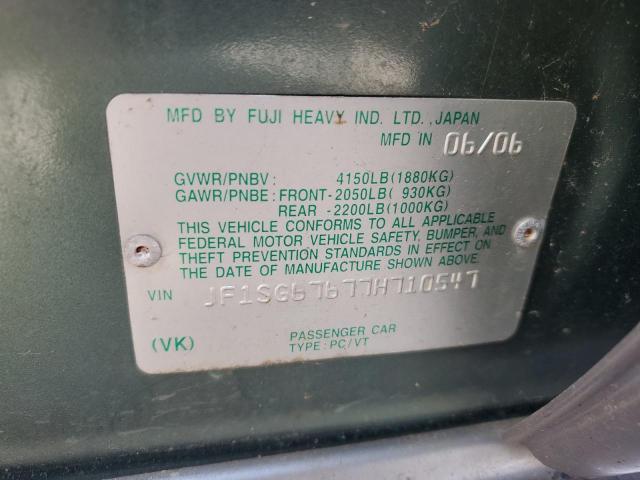 MFD BY FUJI HEAVY IND. LTD., JAPAN
MFD IN 06/06
GVWR/PNBV: 4150LB(1880KG)
GAWR/PNBE: FRONT-2050LB( 930KG)
REAR -2200LB(1000KG)
THIS VEHICLE CONFORMS TO ALL APPLICABLE
FEDERAL MOTOR VEHICLE SAFETY, BUMPER, AND
THEFT PREVENTION STANDARDS IN EFFECT ON
THE DATE OF MANUFACTURE SHOWN ABOVE.
VIN JF1SG67677H710547
(VK) PASSENGER CAR
TYPE: PC/VT